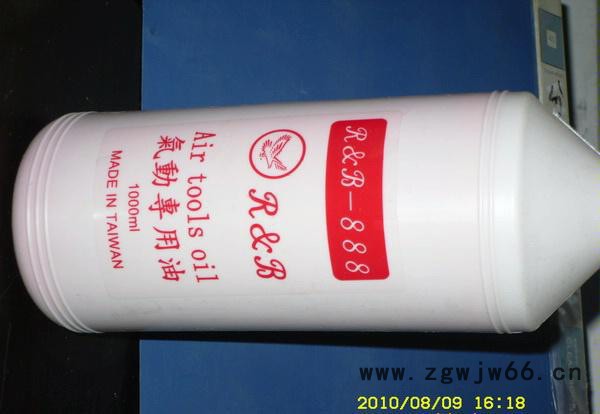 R&B-888
R&B
Air tools oil
氣動專用油
1000ml
MADE IN TAIWAN
www.zgwjw66.cn
2010/08/09 16:18